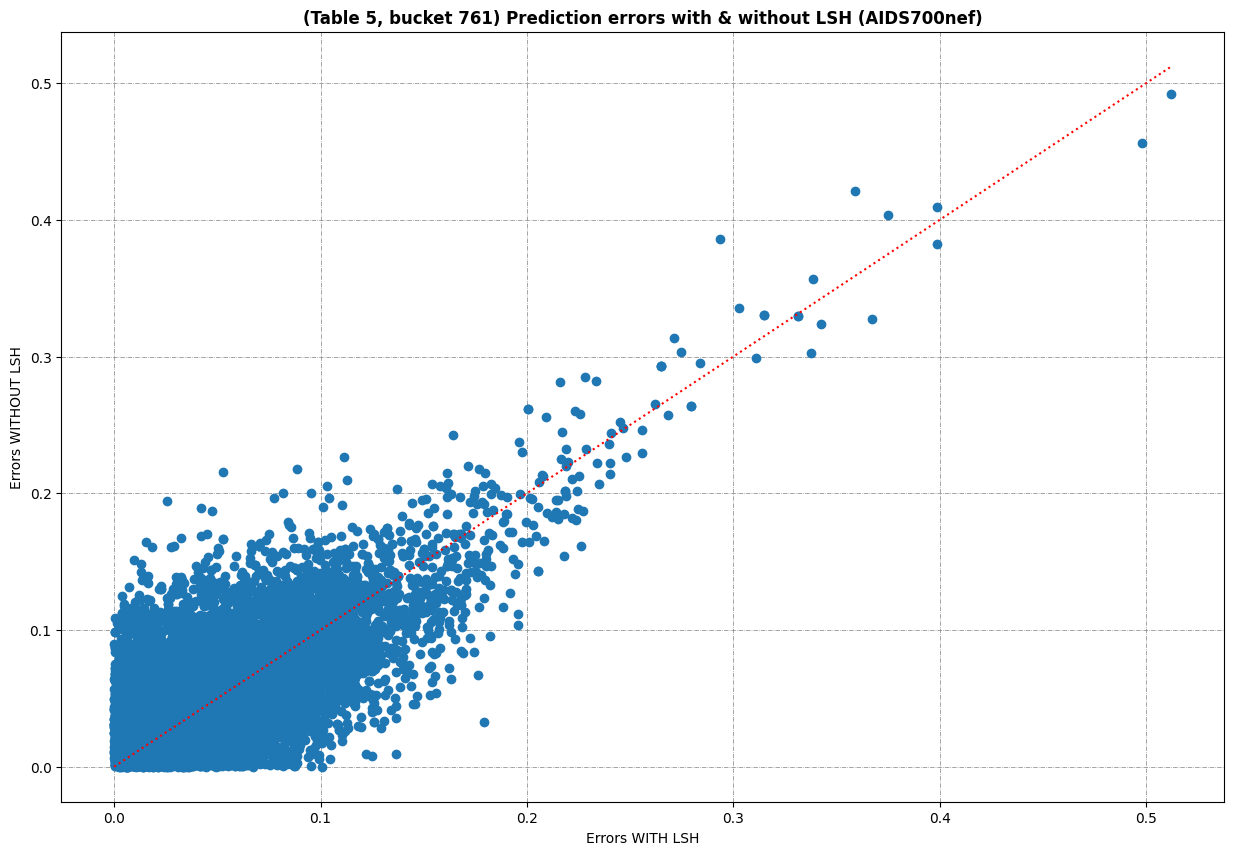 (Table 5, bucket 761) Prediction errors with & without LSH (AIDS700nef)
0.5
0.4
0.3
0.2
0.1
0.0
Errors WITHOUT LSH
0.0 0.1 0.2 0.3 0.4 0.5
Errors WITH LSH